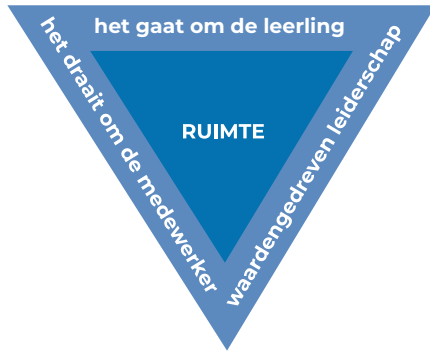 het gaat om de leerling
het draait om de medewerker
waardengedreven leiderschap
RUIMTE